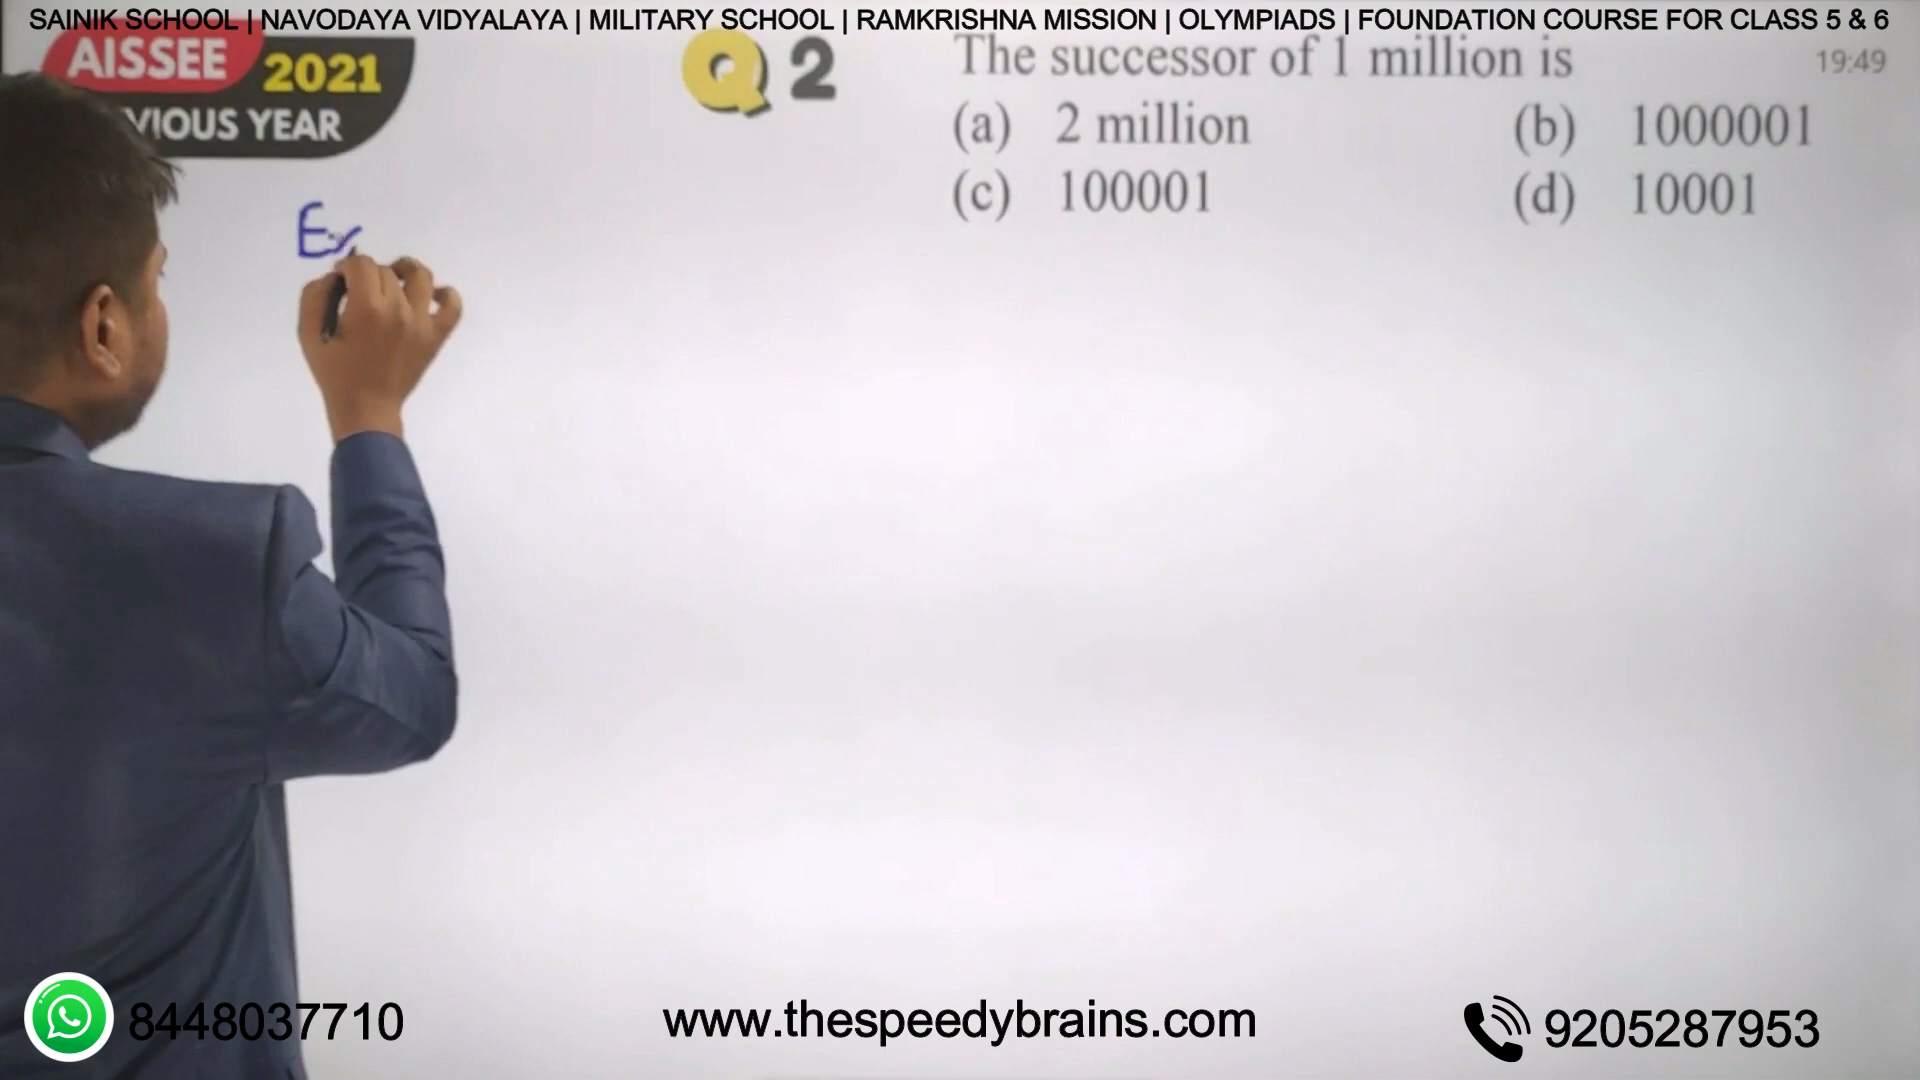 SAINIK SCHOOL | NAVODAYA VIDYALAYA | MILITARY SCHOOL | RAMKRISHNA MISSION | OLYMPIADS | FOUNDATION COURSE FOR CLASS 5 & 6
AISSEE 2021
VIOUS YEAR
Q 2
The successor of 1 million is
19:49
(a) 2 million (b) 1000001
(c) 100001 (d) 10001
Ex
8448037710
www.thespeedybrains.com
9205287953